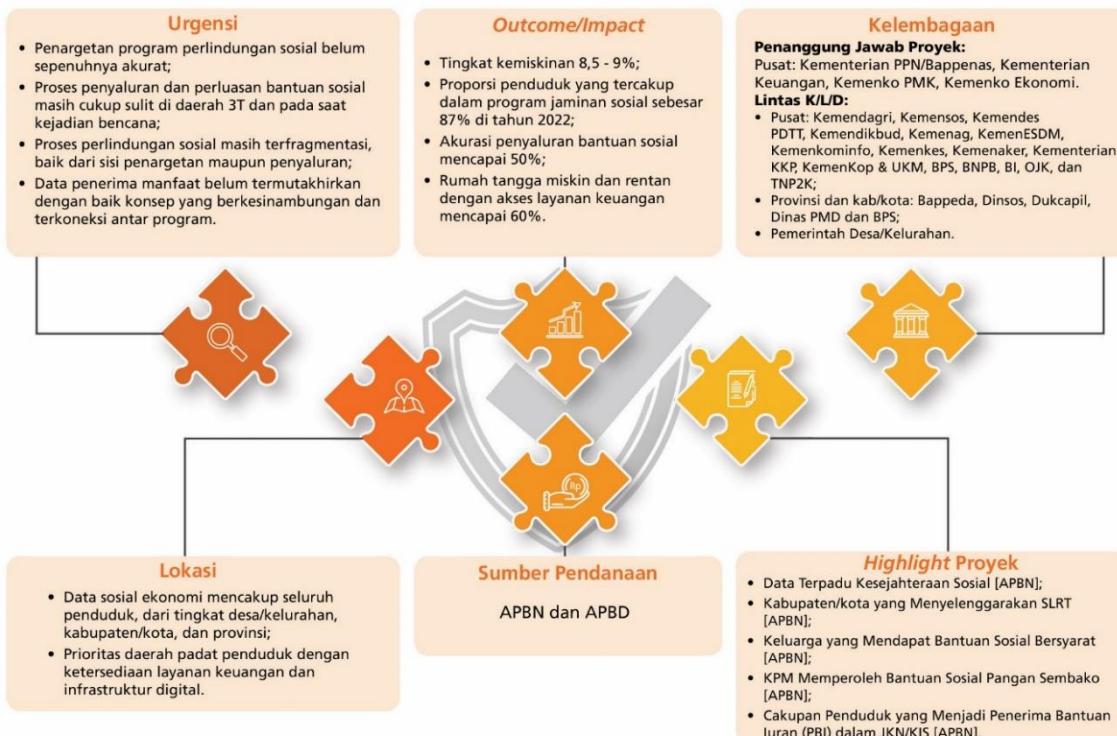 Urgensi
• Penargetan program perlindungan sosial belum
sepenuhnya akurat;
• Proses penyaluran dan perluasan bantuan sosial
masih cukup sulit di daerah 3T dan pada saat
kejadian bencana;
• Proses perlindungan sosial masih terfragmentasi,
baik dari sisi penargetan maupun penyaluran;
• Data penerima manfaat belum termutakhirkan
dengan baik konsep yang berkesinambungan dan
terkoneksi antar program.
Outcome/Impact
• Tingkat kemiskinan 8,5 - 9%;
• Proporsi penduduk yang tercakup
dalam program jaminan sosial sebesar
87% di tahun 2022;
• Akurasi penyaluran bantuan sosial
mencapai 50%;
• Rumah tangga miskin dan rentan
dengan akses layanan keuangan
mencapai 60%.
Kelembagaan
Penanggung Jawab Proyek:
Pusat: Kementerian PPN/Bappenas, Kementerian
Keuangan, Kemenko PMK, Kemenko Ekonomi.
Lintas K/L/D:
• Pusat: Kemendagri, Kemensos, Kemendes
PDTT, Kemendikbud, Kemenag, KemenESDM,
Kemenkominfo, Kemenkes, Kemenaker, Kementerian
KKP, KemenKop & UKM, BPS, BNPB, BI, OJK, dan
TNP2K;
• Provinsi dan kab/kota: Bappeda, Dinsos, Dukcapil,
Dinas PMD dan BPS;
• Pemerintah Desa/Kelurahan.
Rp
Lokasi
• Data sosial ekonomi mencakup seluruh
penduduk, dari tingkat desa/kelurahan,
kabupaten/kota, dan provinsi;
• Prioritas daerah padat penduduk dengan
ketersediaan layanan keuangan dan
infrastruktur digital.
Sumber Pendanaan
APBN dan APBD
Highlight Proyek
• Data Terpadu Kesejahteraan Sosial [APBN];
• Kabupaten/kota yang Menyelenggarakan SLRT
[APBN];
• Keluarga yang Mendapat Bantuan Sosial Bersyarat
[APBN];
• KPM Memperoleh Bantuan Sosial Pangan Sembako
[APBN];
• Cakupan Penduduk yang Menjadi Penerima Bantuan
Iuran (PBI) dalam JKN/KIS [APBN].